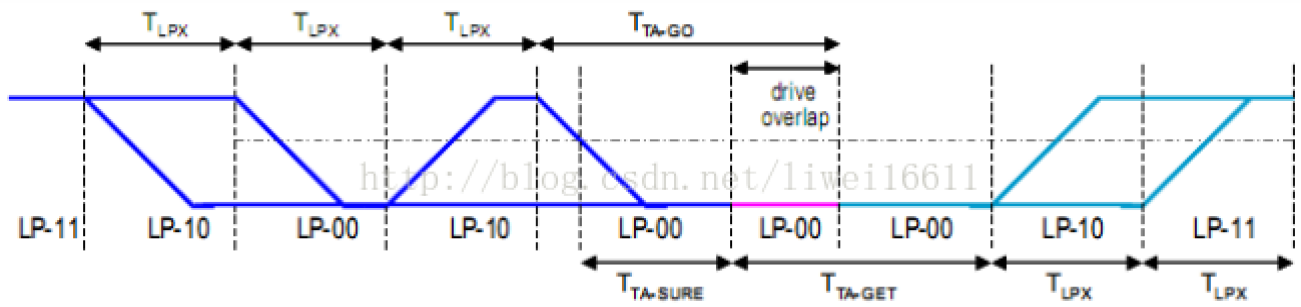 TLPX TLPX TLPX TTA-GO
drive
overlap
http://blog.csdn.net/liwei16611
LP-11 LP-10 LP-00 LP-10 LP-00 LP-00 LP-00 LP-10 LP-11
TTA-SURE TTA-GET TLPX TLPX